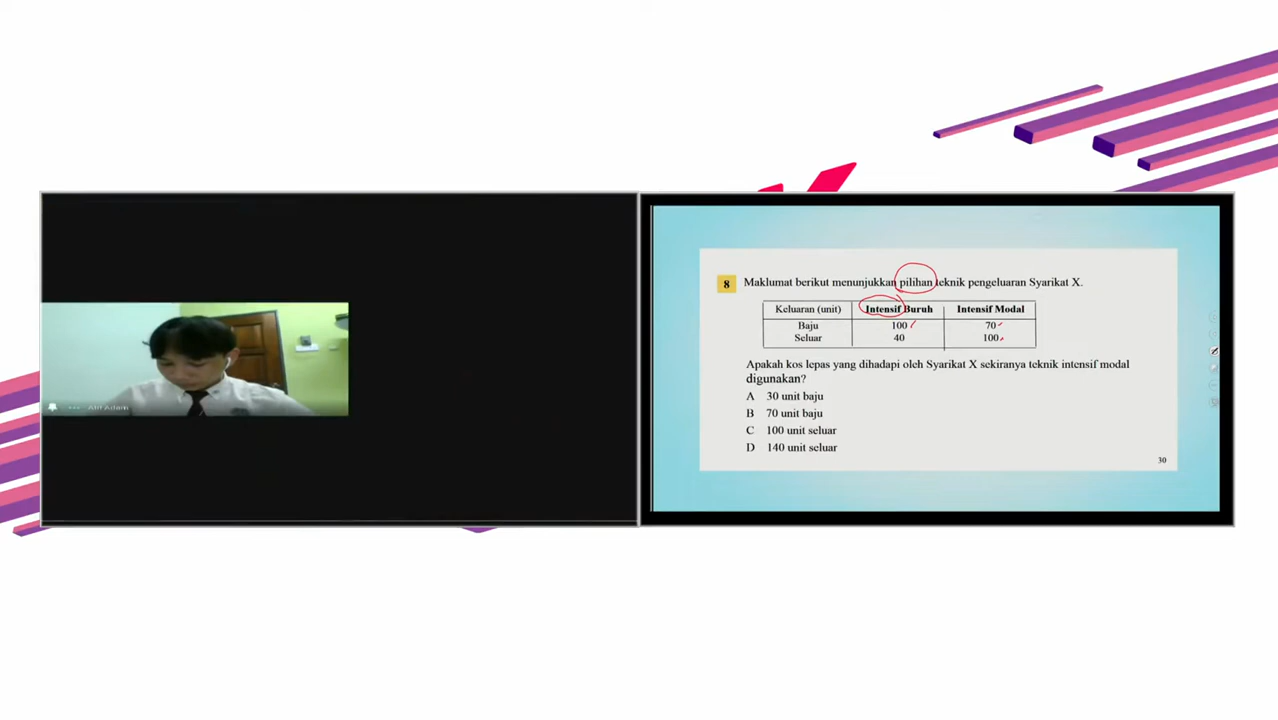 8 Maklumat berikut menunjukkan pilihan teknik pengeluaran Syarikat X.
Keluaran (unit) Intensif Buruh Intensif Modal
Baju 100 70
Seluar 40 100
Apakah kos lepas yang dihadapi oleh Syarikat X sekiranya teknik intensif modal
digunakan?
A 30 unit baju
B 70 unit baju
C 100 unit seluar
D 140 unit seluar
30
Alif Adam